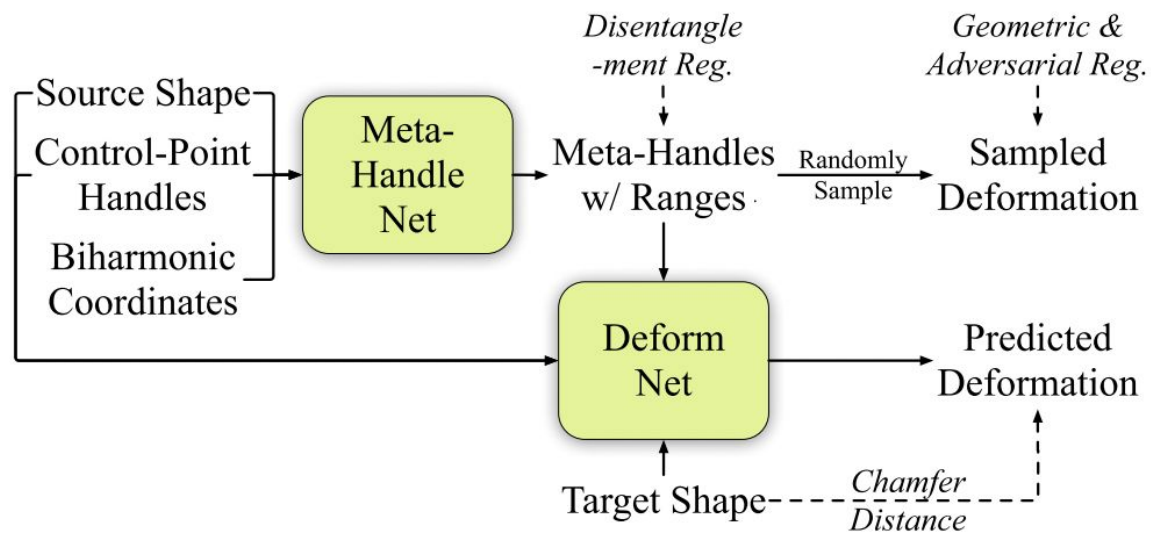 Disentangle
-ment Reg.
Geometric &
Adversarial Reg.
Source Shape
Control-Point
Handles
Biharmonic
Coordinates
Meta-
Handle
Net
Meta-Handles
w/ Ranges
Randomly
Sample
Sampled
Deformation
Deform
Net
Predicted
Deformation
Target Shape
Chamfer
Distance